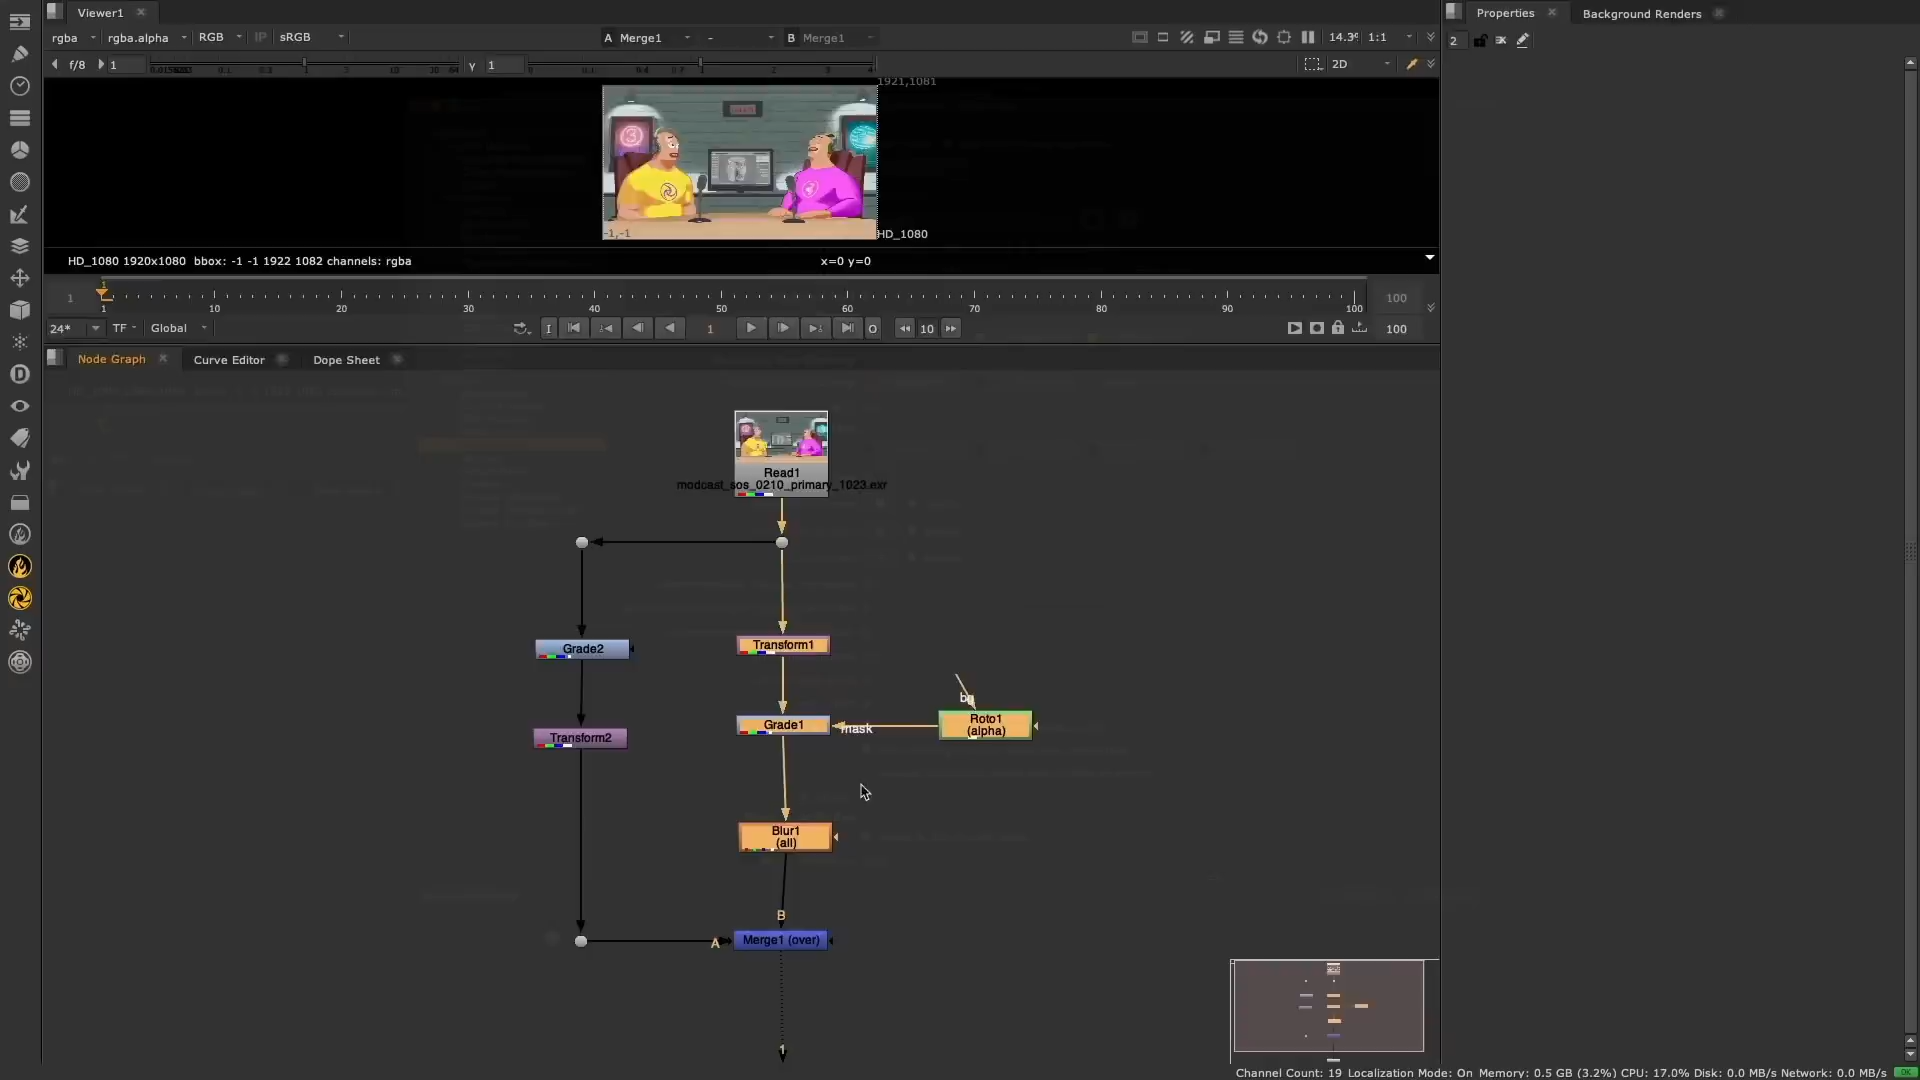 Viewer1
Properties
Background Renders
rgba
rgba.alpha
RGB
IP
sRGB
A Merge1
-
B Merge1
1:1
2
f/8
1
γ 1
2D
1921,1081
-1,-1
HD_1080
HD_1080 1920x1080 bbox: -1 -1 1922 1082 channels: rgba
x=0 y=0
1
1
1
10
20
30
40
50
60
70
80
90
100
100
24*
TF
Global
I
1
O
10
100
Node Graph
Curve Editor
Dope Sheet
Read1
modcast_sos_0210_primary_1023.exr
Grade2
Transform1
bg
Transform2
Grade1
mask
Roto1
(alpha)
Blur1
(all)
B
A
Merge1 (over)
1
Channel Count: 19 Localization Mode: On Memory: 0.5 GB (3.2%) CPU: 17.0% Disk: 0.0 MB/s Network: 0.0 MB/s